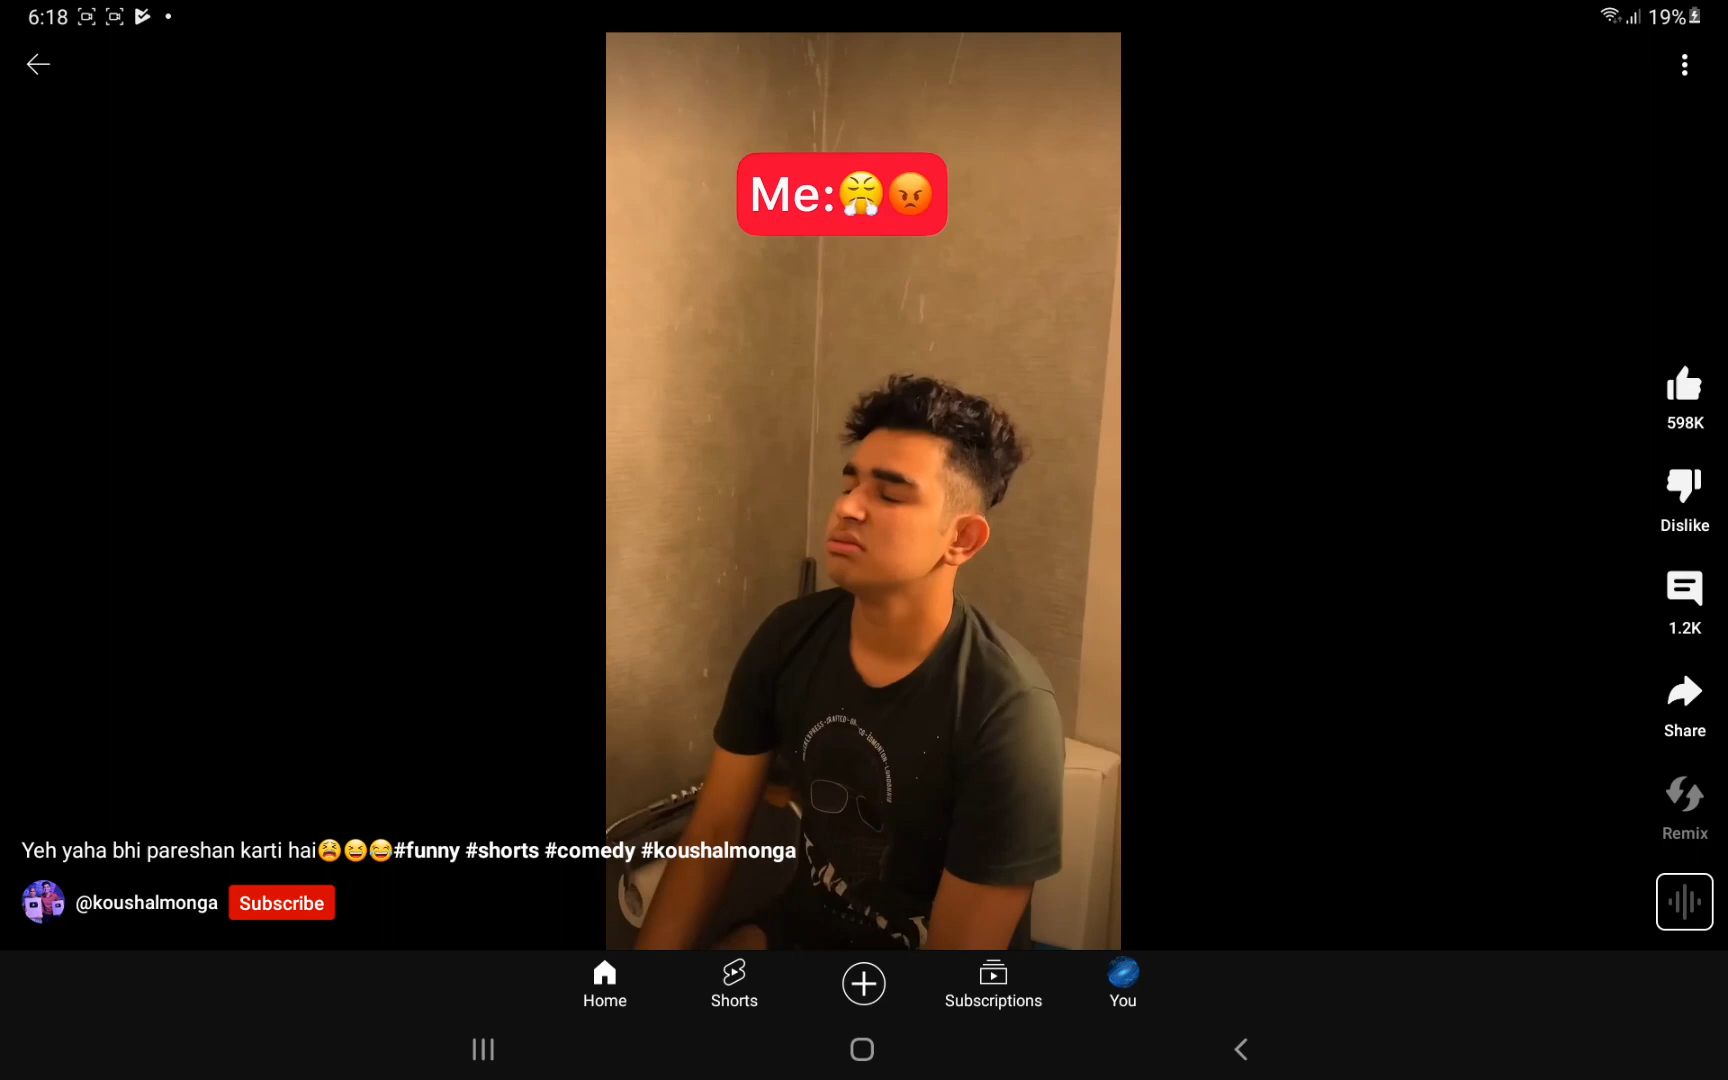 6:18
19%
Me:😤😡
598K
Dislike
1.2K
Share
Remix
Yeh yaha bhi pareshan karti hai😫😆😂#funny #shorts #comedy #koushalmonga
@koushalmonga Subscribe
Home Shorts Subscriptions You